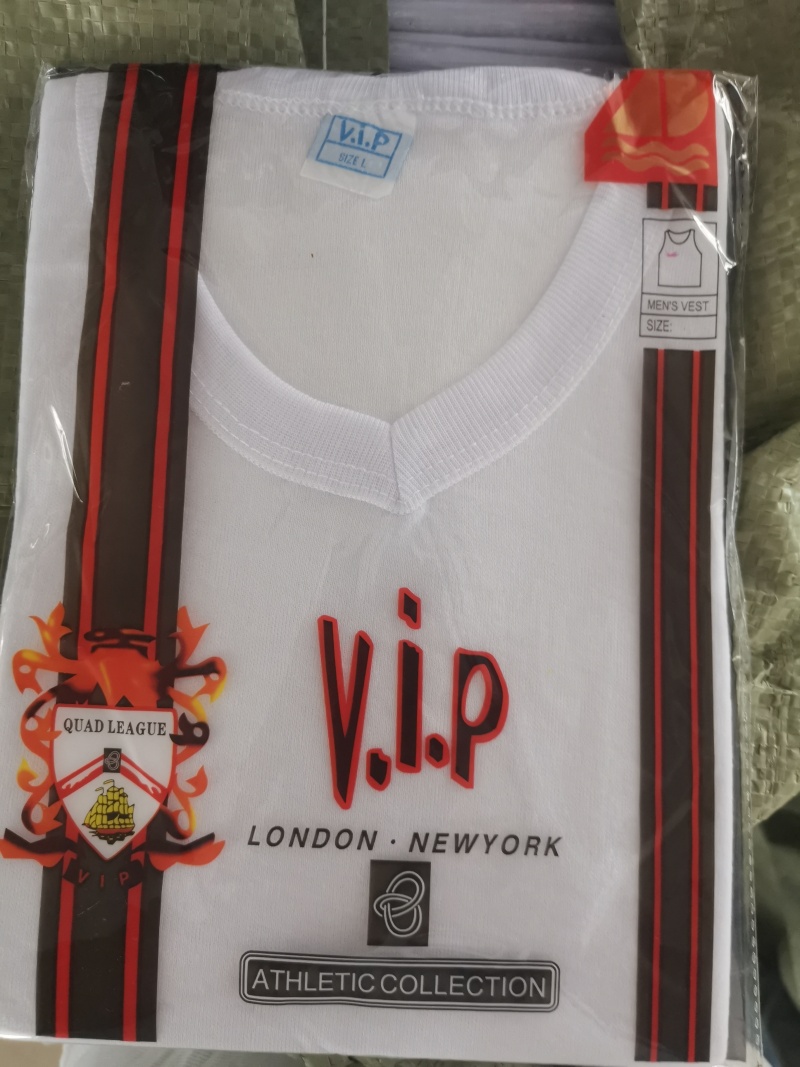 V.i.P
SIZE L
MEN'S VEST
SIZE:
V.i.P
QUAD LEAGUE
VIP
LONDON · NEWYORK
ATHLETIC COLLECTION